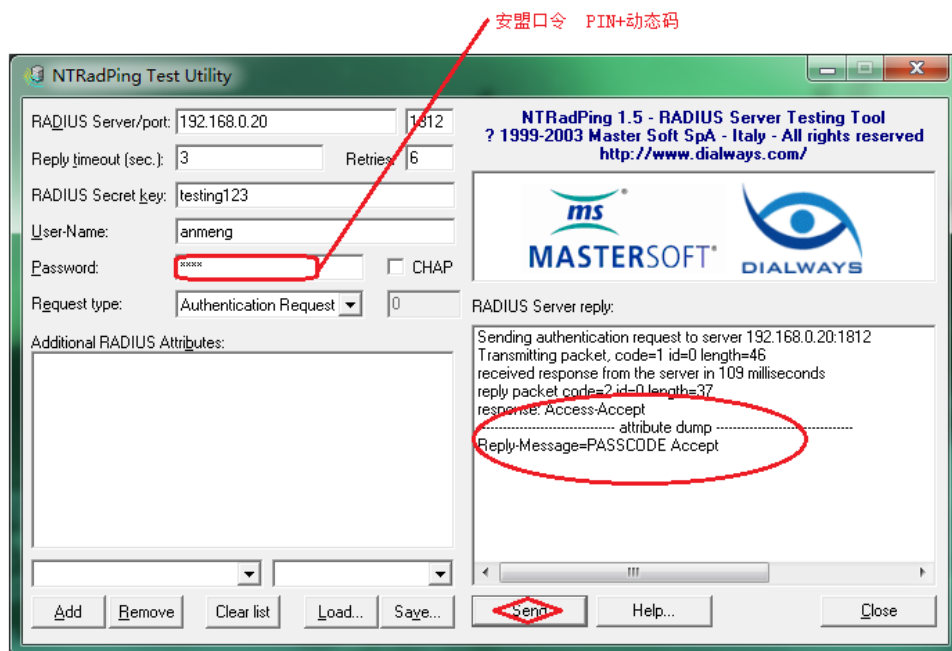 安盟口令 PIN+动态码
NTRadPing Test Utility
RADIUS Server/port: 192.168.0.20 1812
Reply timeout (sec.): 3 Retries: 6
RADIUS Secret key: testing123
User-Name: anmeng
Password: **** CHAP
Request type: Authentication Request 0
Additional RADIUS Attributes:
Add Remove Clear list Load... Save...
NTRadPing 1.5 - RADIUS Server Testing Tool
? 1999-2003 Master Soft SpA - Italy - All rights reserved
http://www.dialways.com/
ms
MASTERSOFT
DIALWAYS
RADIUS Server reply:
Sending authentication request to server 192.168.0.20:1812
Transmitting packet, code=1 id=0 length=46
received response from the server in 109 milliseconds
reply packet code=2 id=0 length=37
response: Access-Accept
------------------------------ attribute dump ------------------------------
Reply-Message=PASSCODE Accept
Send Help... Close